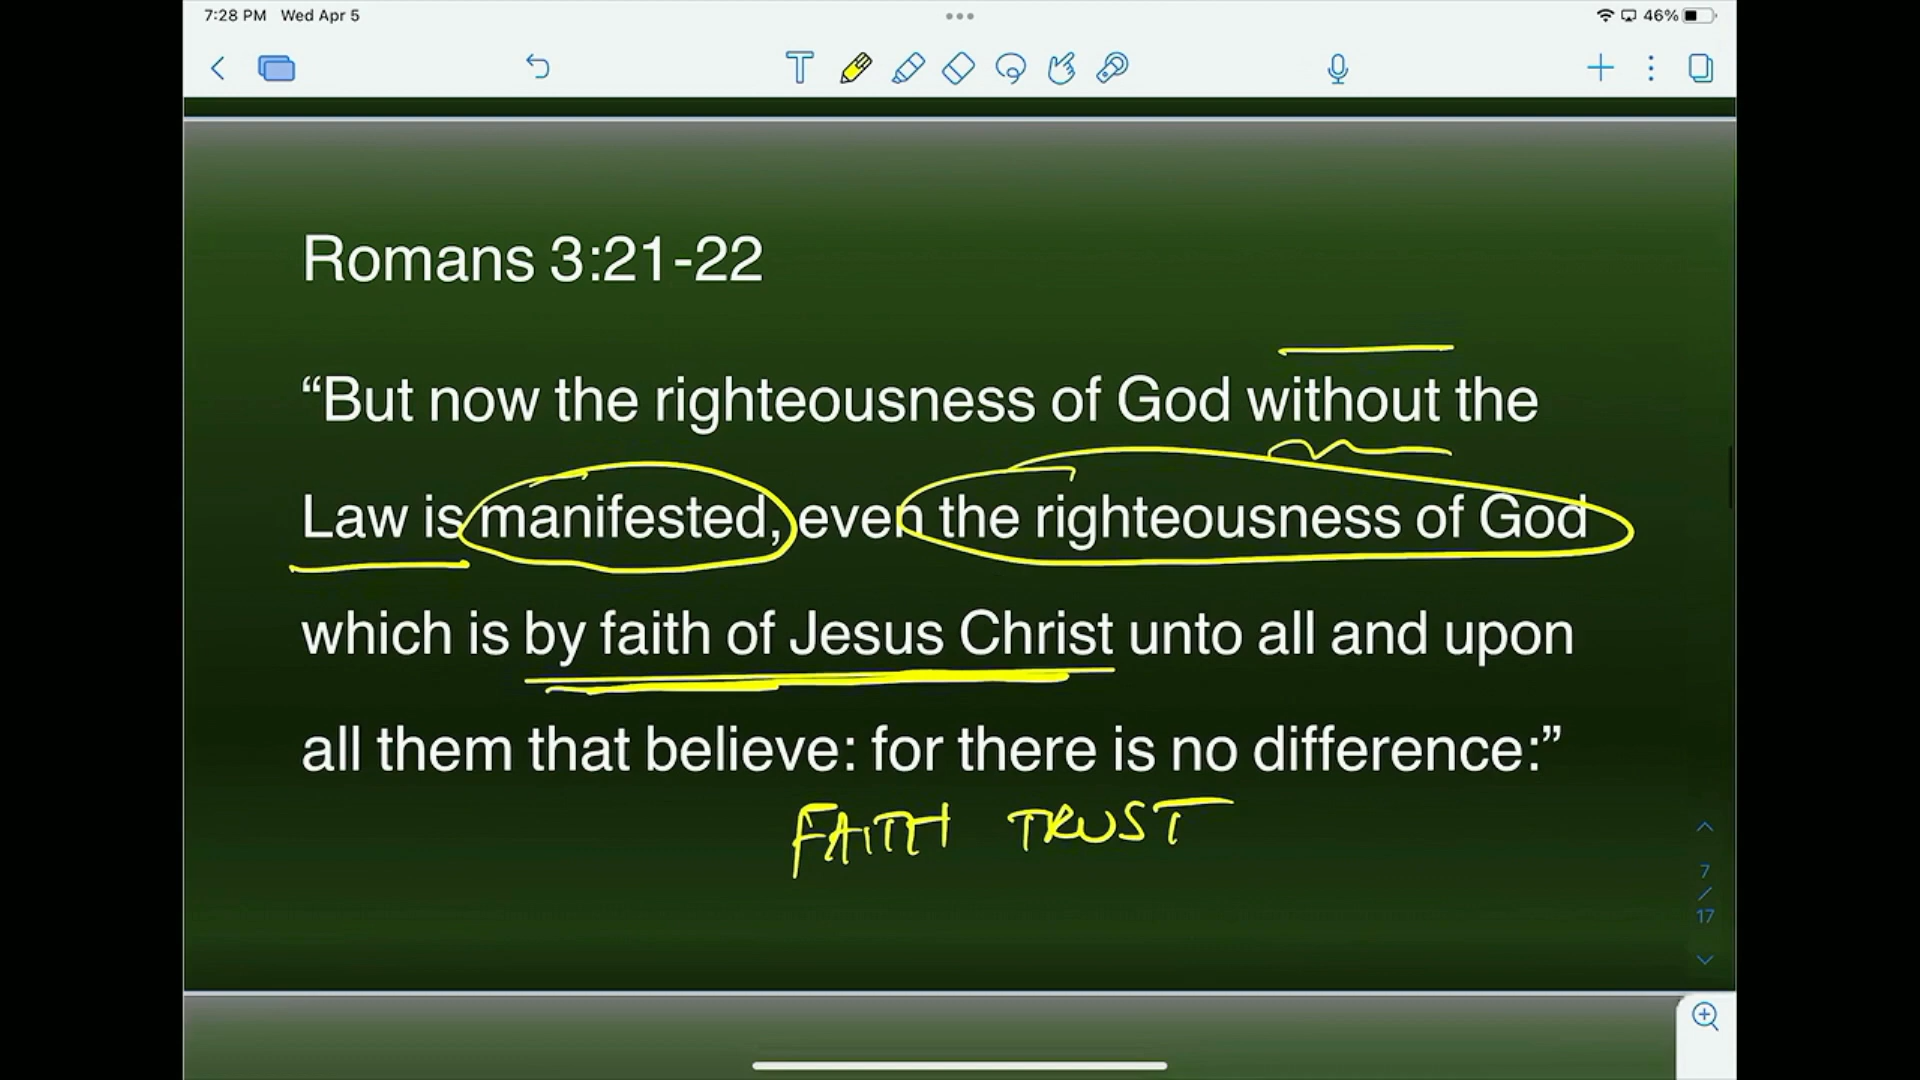 7:28 PM Wed Apr 5
46%
Romans 3:21-22
“But now the righteousness of God without the
Law is manifested, even the righteousness of God
which is by faith of Jesus Christ unto all and upon
all them that believe: for there is no difference:”
FAITH TRUST
7
/
17